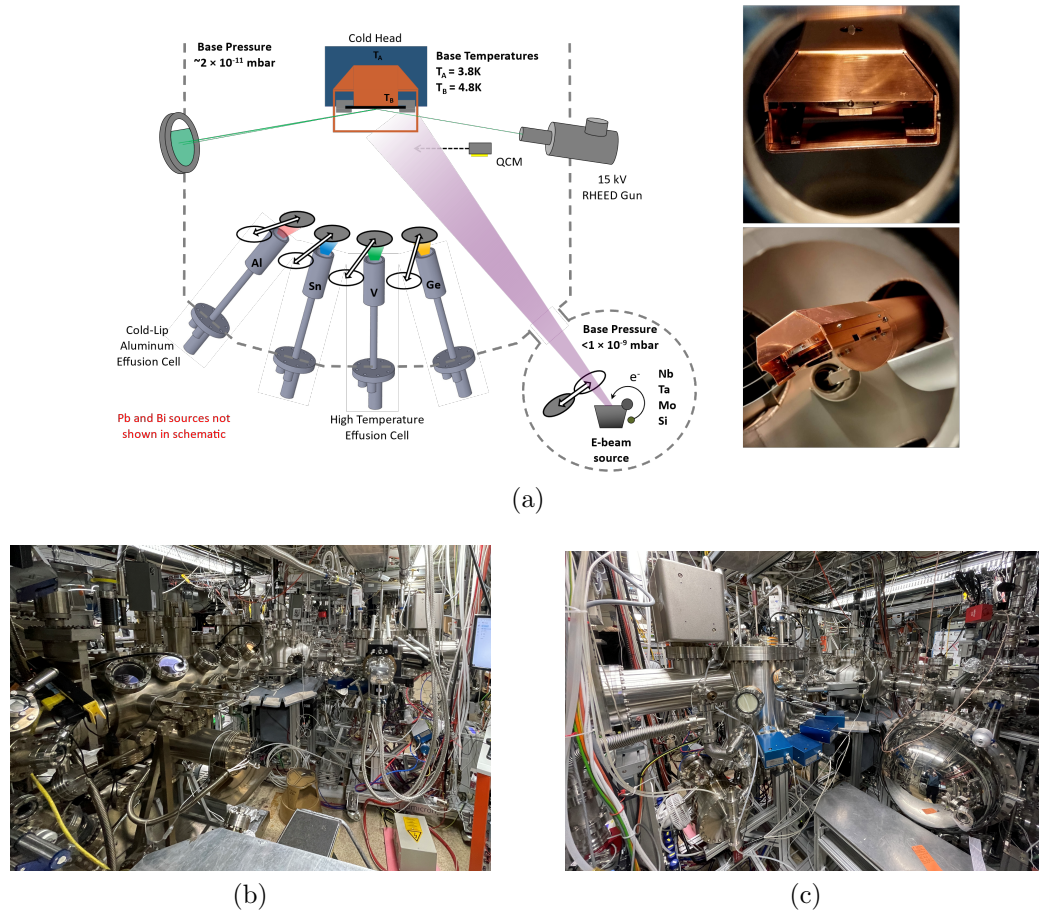 Cold Head
T_A
Base Pressure
~2 × 10⁻¹¹ mbar
Base Temperatures
T_A = 3.8K
T_B = 4.8K
T_B
QCM
15 kV
RHEED Gun
Al
Sn
V
Ge
Cold-Lip
Aluminum
Effusion Cell
Base Pressure
<1 × 10⁻⁹ mbar
e⁻
Nb
Ta
Mo
Si
Pb and Bi sources not
shown in schematic
High Temperature
Effusion Cell
E-beam
source
(a)
(b)
(c)